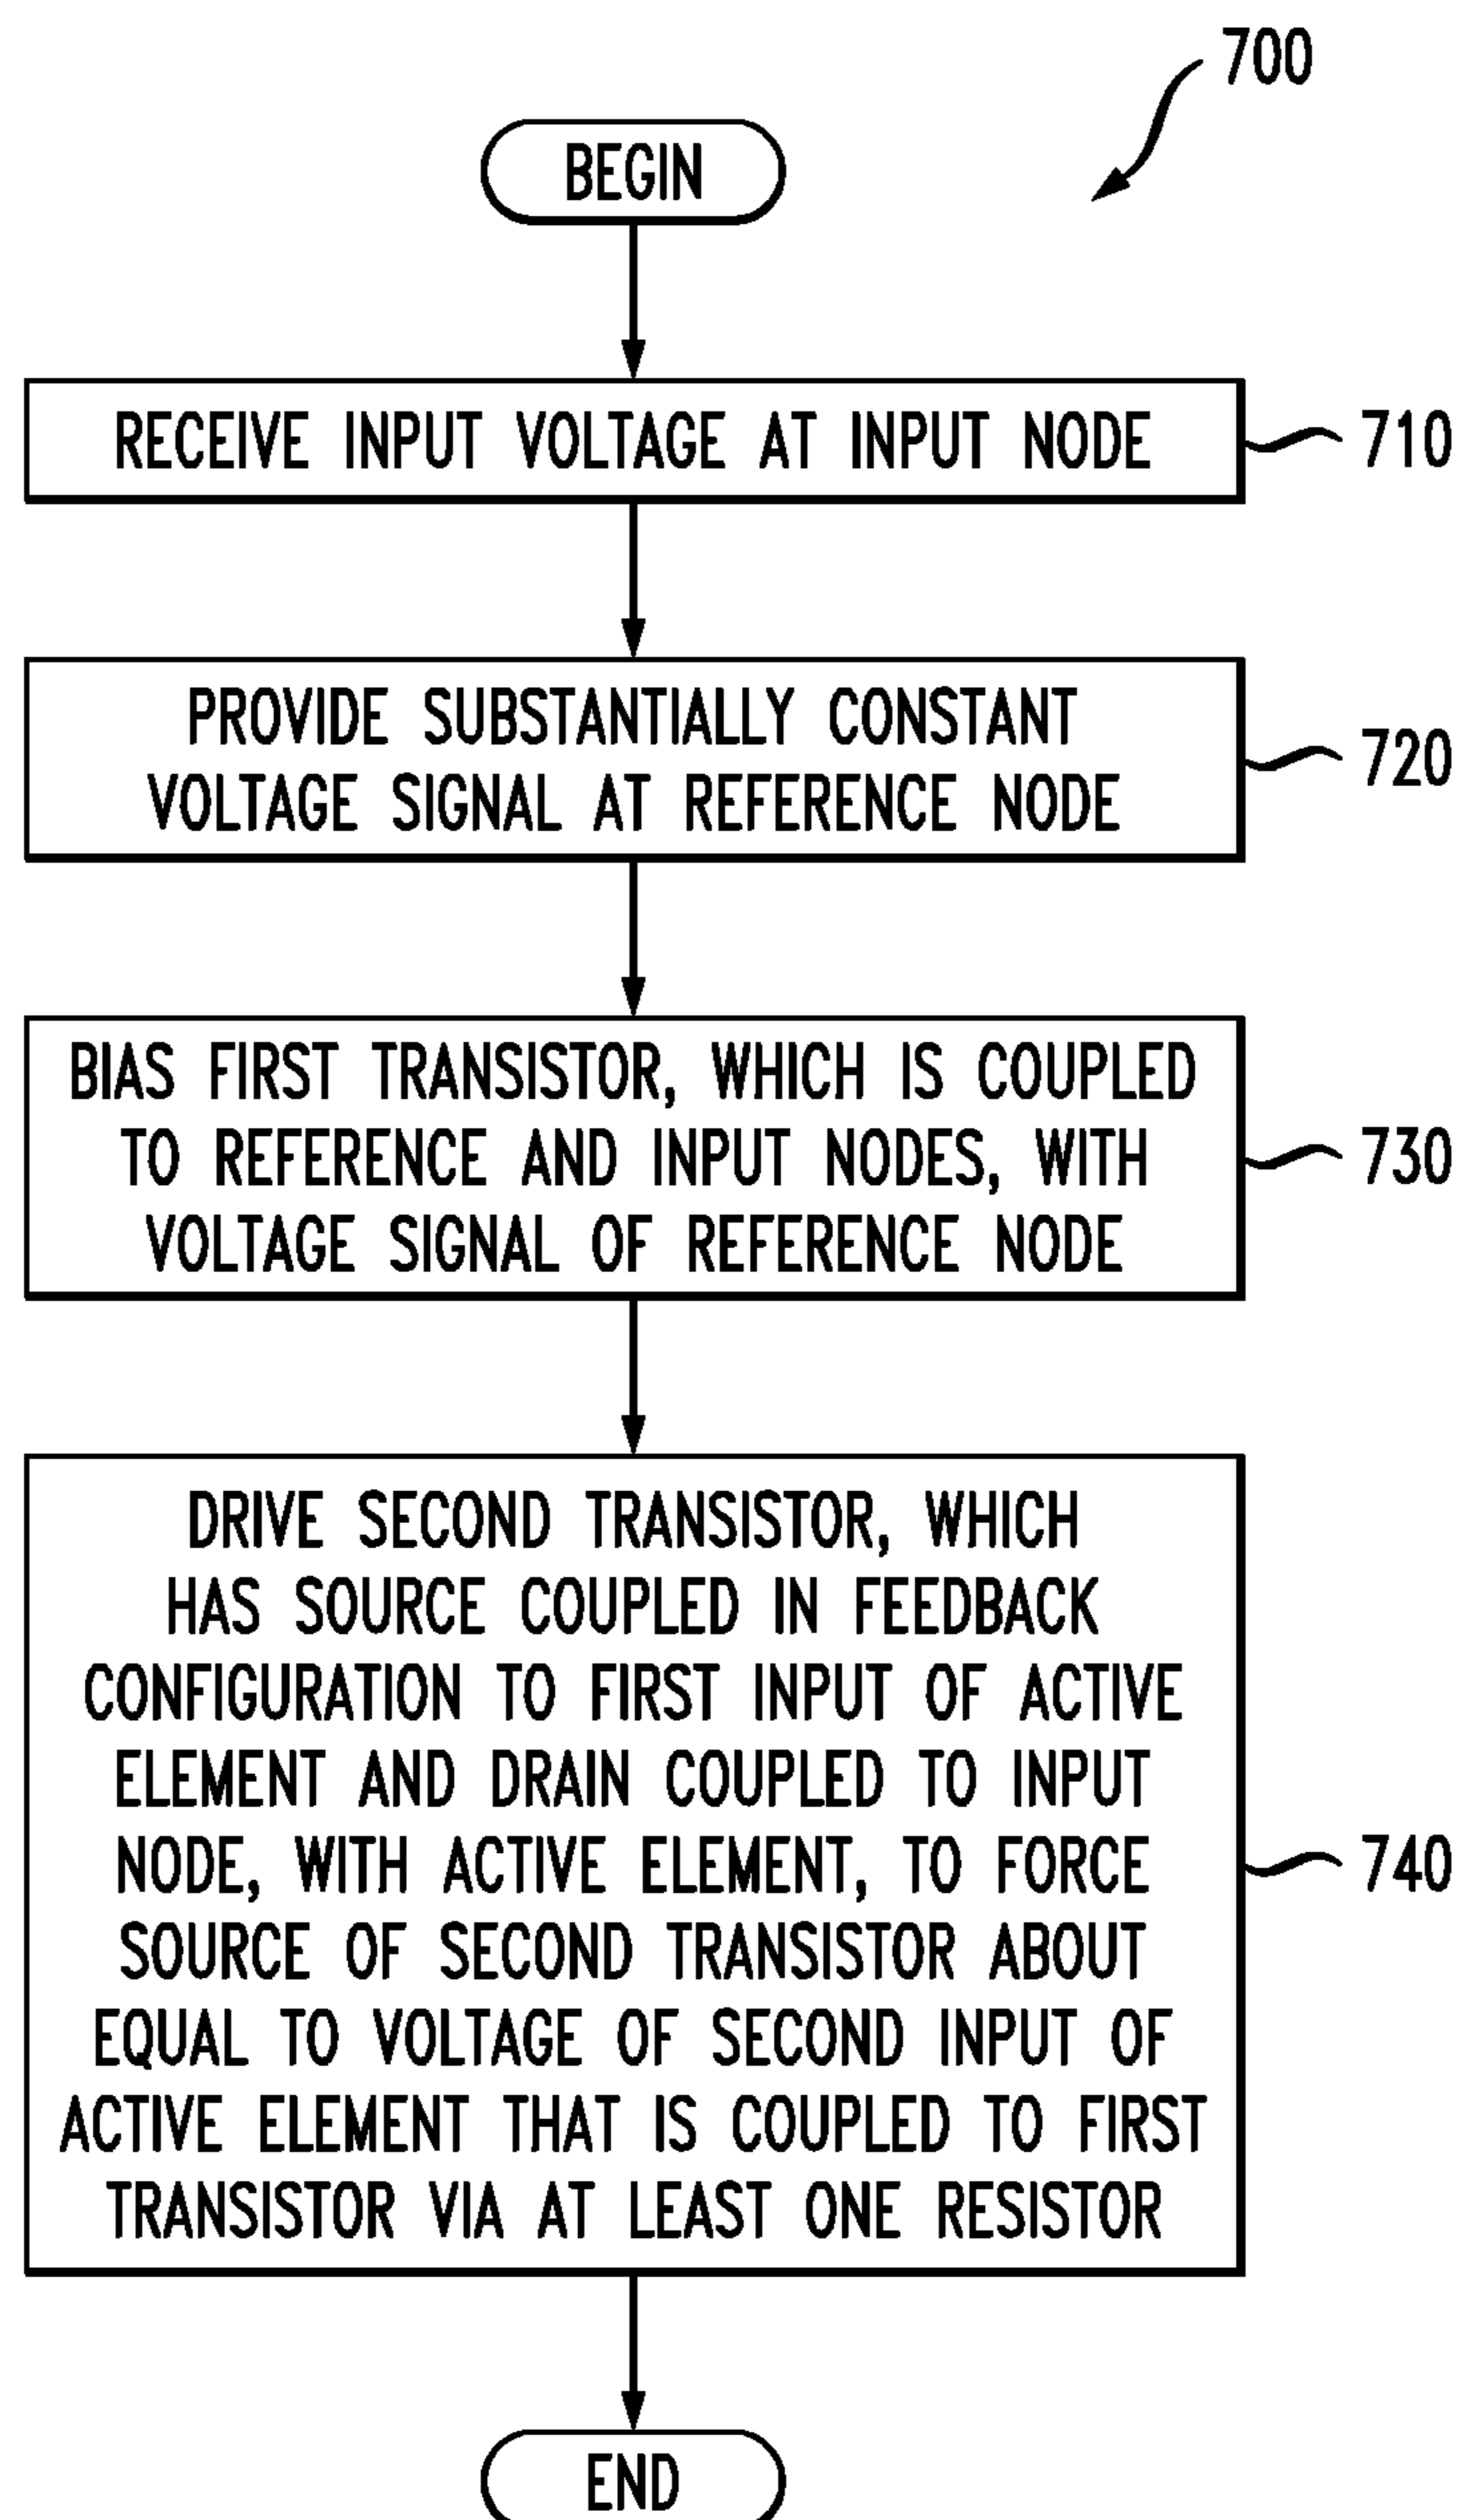 700
BEGIN
RECEIVE INPUT VOLTAGE AT INPUT NODE
710
PROVIDE SUBSTANTIALLY CONSTANT
VOLTAGE SIGNAL AT REFERENCE NODE
720
BIAS FIRST TRANSISTOR, WHICH IS COUPLED
TO REFERENCE AND INPUT NODES, WITH
VOLTAGE SIGNAL OF REFERENCE NODE
730
DRIVE SECOND TRANSISTOR, WHICH
HAS SOURCE COUPLED IN FEEDBACK
CONFIGURATION TO FIRST INPUT OF ACTIVE
ELEMENT AND DRAIN COUPLED TO INPUT
NODE, WITH ACTIVE ELEMENT, TO FORCE
SOURCE OF SECOND TRANSISTOR ABOUT
EQUAL TO VOLTAGE OF SECOND INPUT OF
ACTIVE ELEMENT THAT IS COUPLED TO FIRST
TRANSISTOR VIA AT LEAST ONE RESISTOR
740
END